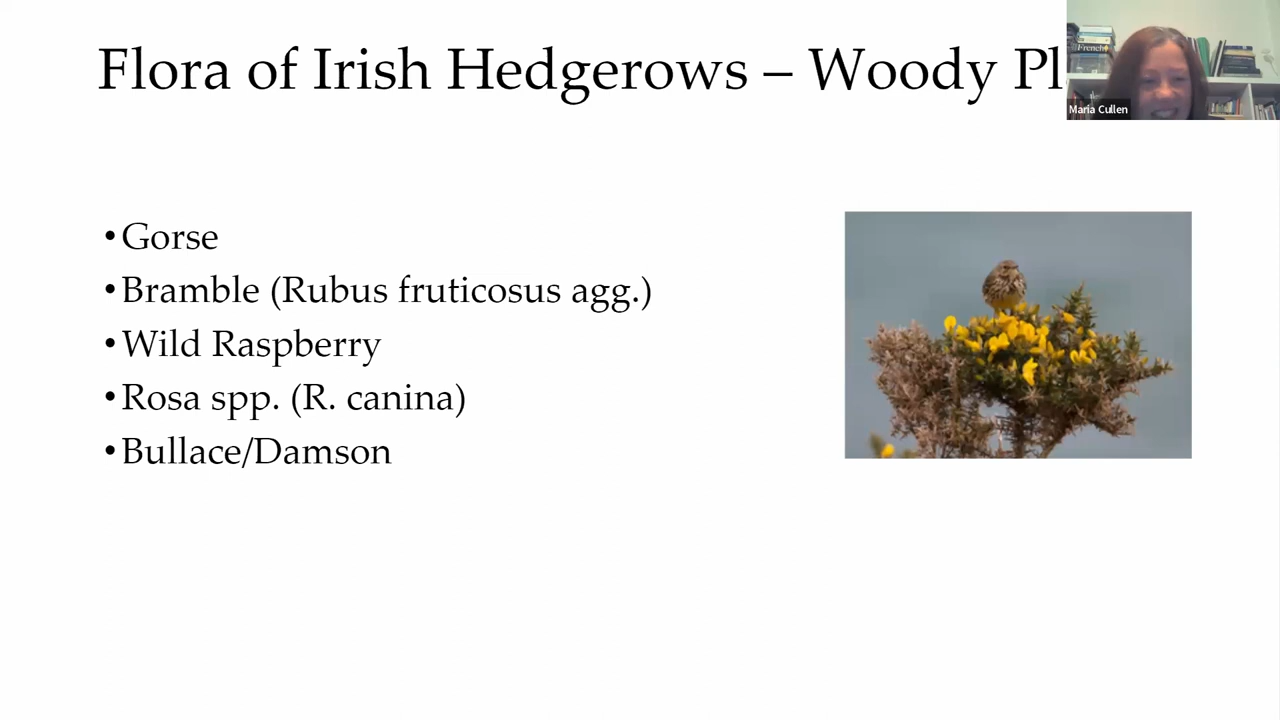 Flora of Irish Hedgerows – Woody Pl
Maria Cullen
•Gorse
•Bramble (Rubus fruticosus agg.)
•Wild Raspberry
•Rosa spp. (R. canina)
•Bullace/Damson
French